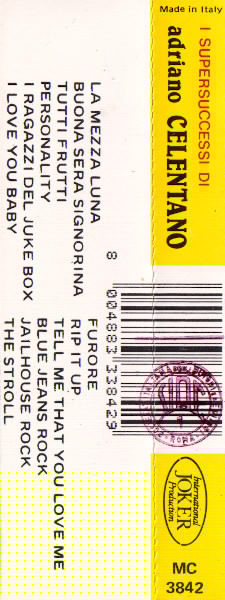 Made in Italy
I SUPERSUCCESSI DI
adriano CELENTANO
LA MEZZA LUNA
BUONA SERA SIGNORINA
TUTTI FRUTTI
PERSONALITY
I RAGAZZI DEL JUKE BOX
I LOVE YOU BABY
FURORE
RIP IT UP
TELL ME THAT YOU LOVE ME
BLUE JEANS ROCK
JAILHOUSE ROCK
THE STROLL
8 004883 338429
ROMA
International
JOKER
Production
MC
3842